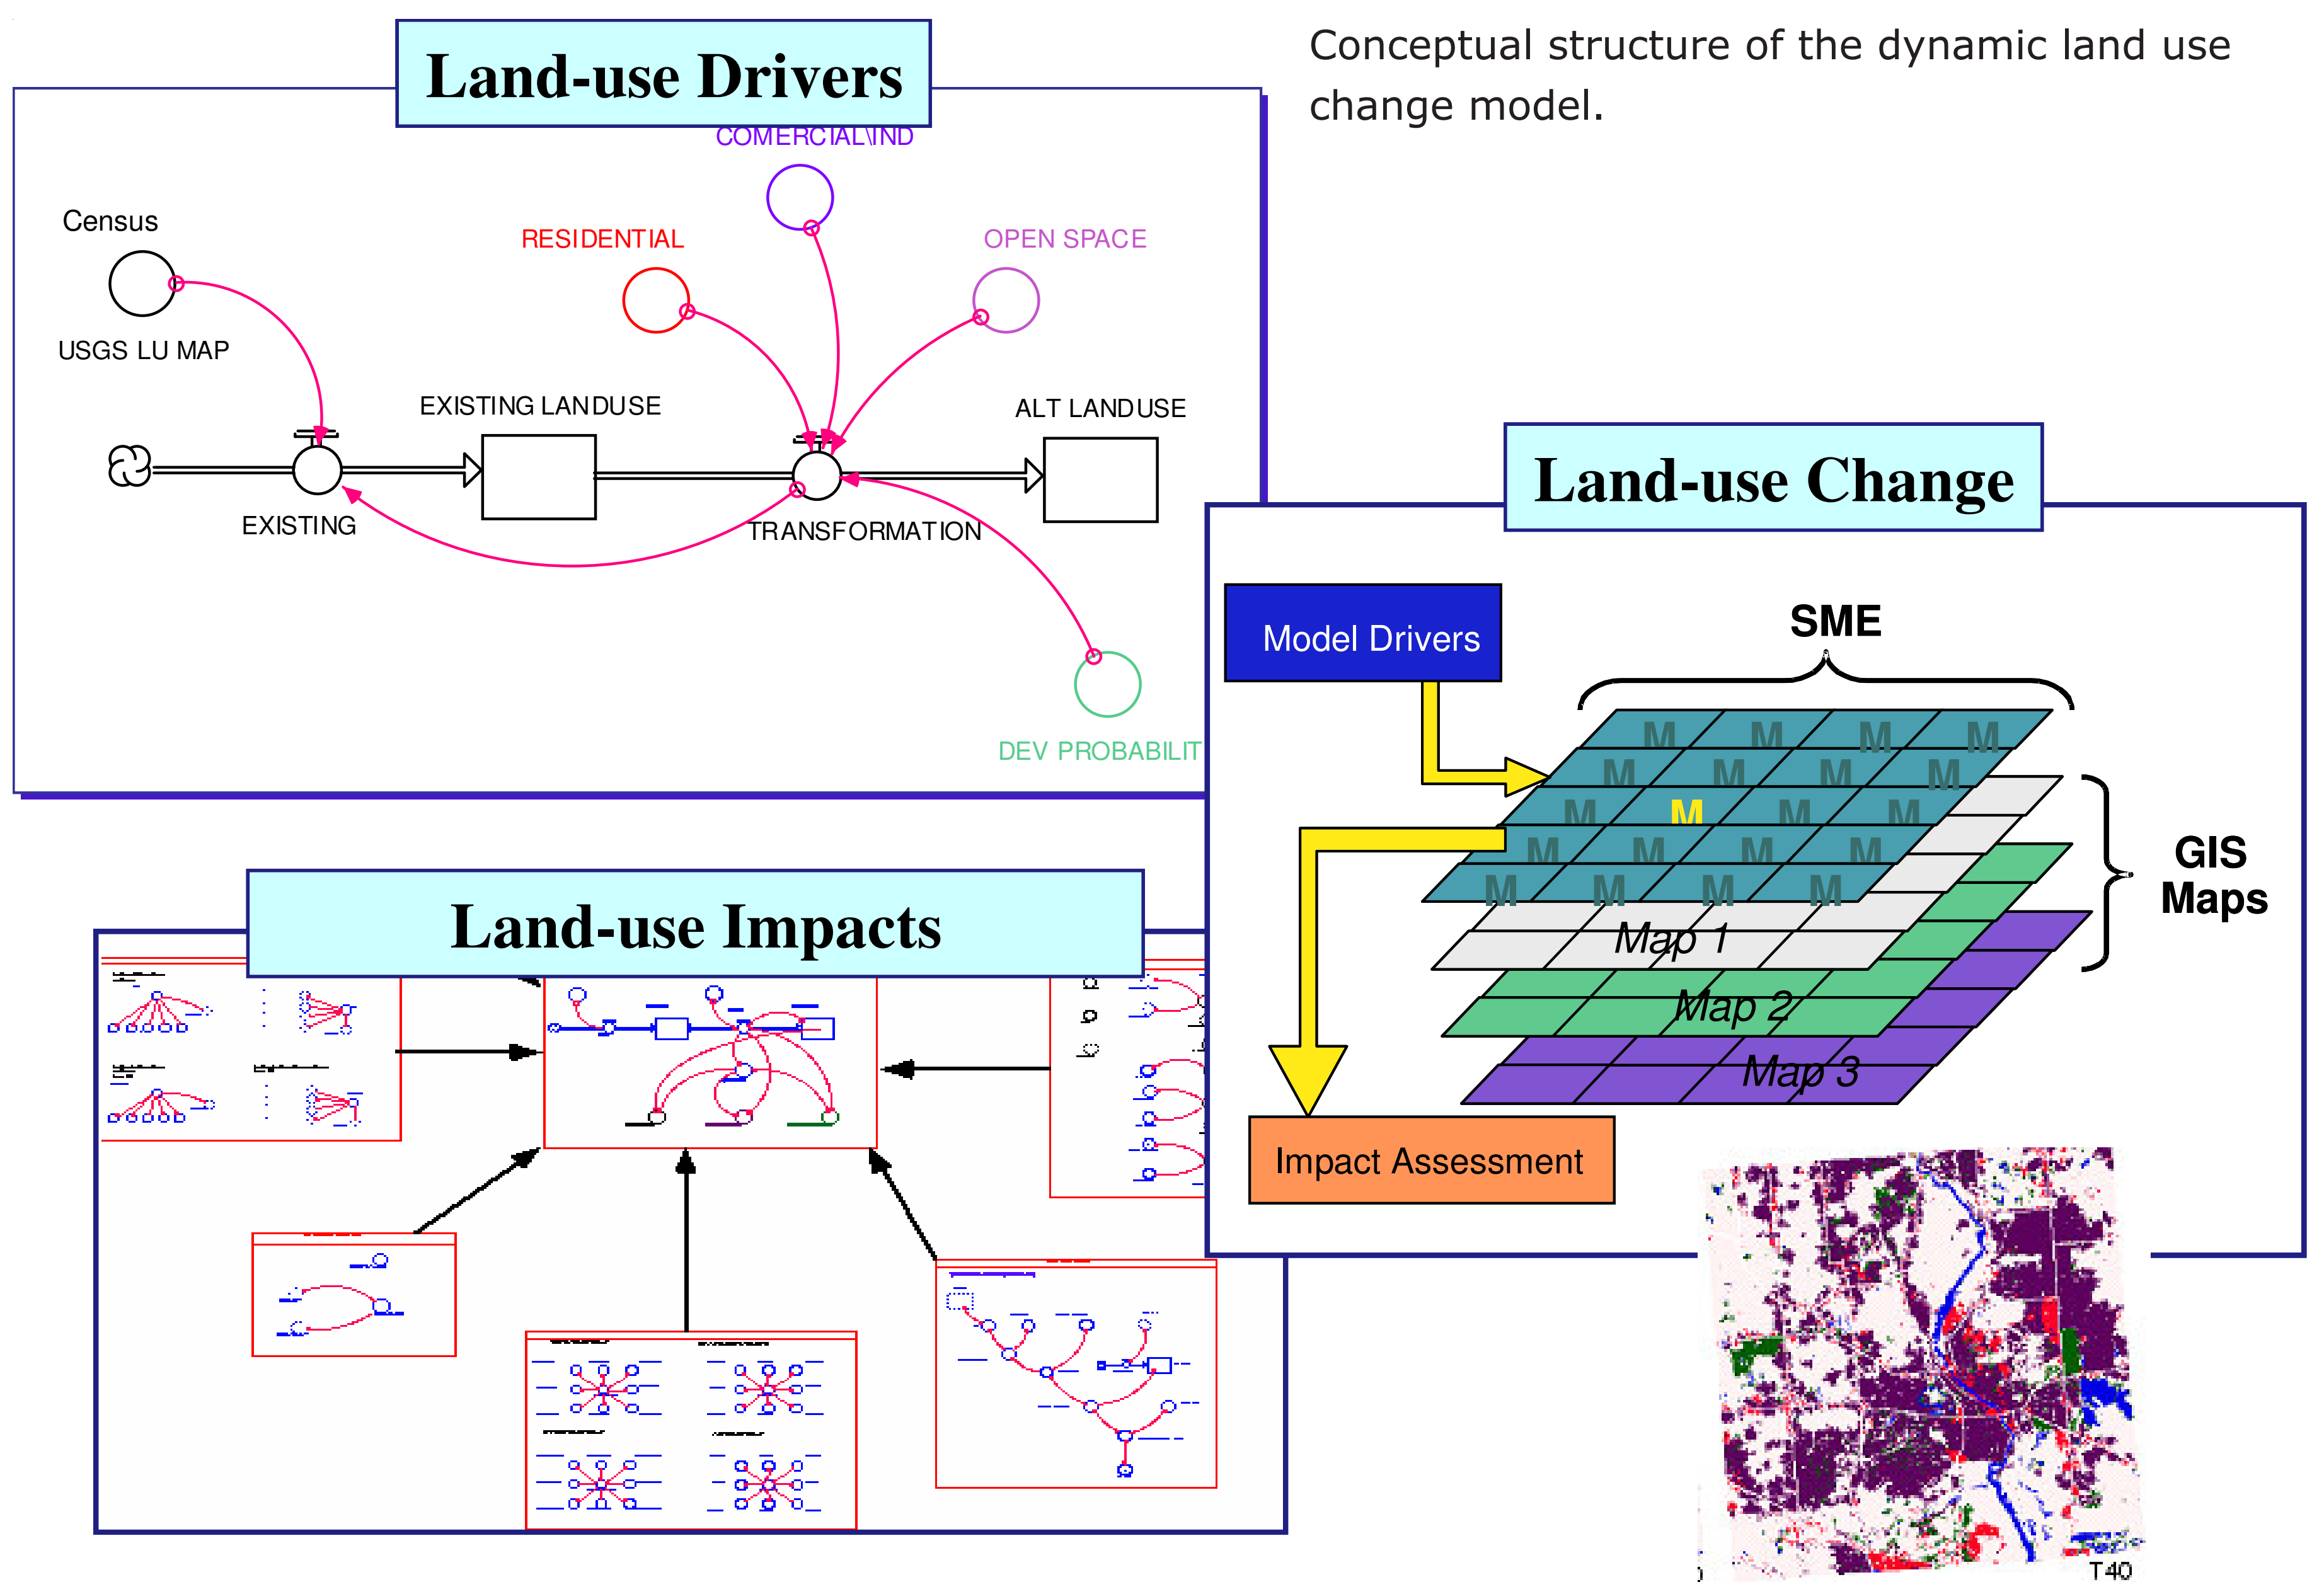 Conceptual structure of the dynamic land use
change model.
Land-use Drivers
COMERCIAL\IND
Census
RESIDENTIAL
OPEN SPACE
USGS LU MAP
EXISTING LANDUSE
ALT LANDUSE
EXISTING
TRANSFORMATION
DEV PROBABILIT
Land-use Change
Model Drivers
SME
M M M M
M M M M
M M M M
M M M M
M M M M
GIS
Maps
Map 1
Map 2
Map 3
Impact Assessment
T40
Land-use Impacts